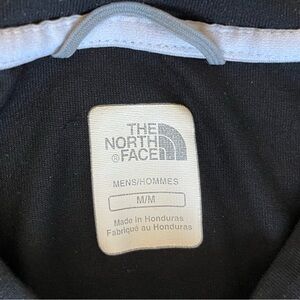 THE
NORTH
®FACE
MENS/HOMMES
M/M
Made in Honduras
Fabriqué au Honduras